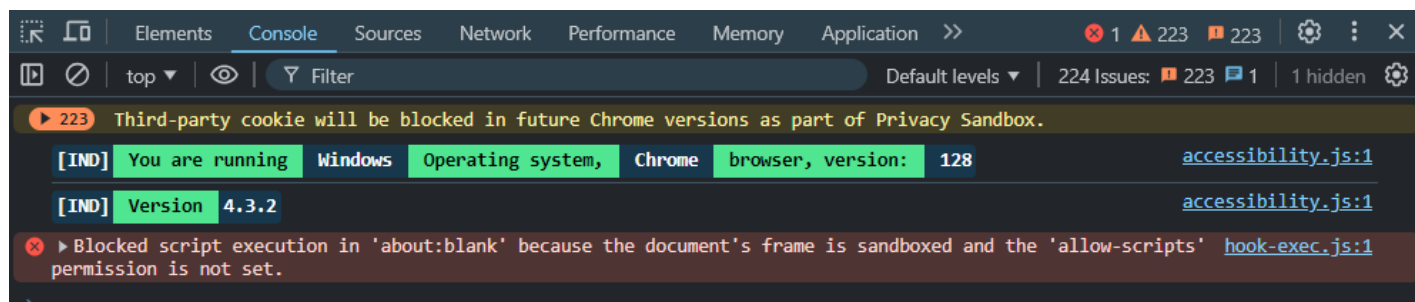 Elements Console Sources Network Performance Memory Application >> 1 223 223
top ▼ Filter Default levels ▼ 224 Issues: 223 1 1 hidden
223 Third-party cookie will be blocked in future Chrome versions as part of Privacy Sandbox.
[IND] You are running Windows Operating system, Chrome browser, version: 128 accessibility.js:1
[IND] Version 4.3.2 accessibility.js:1
Blocked script execution in 'about:blank' because the document's frame is sandboxed and the 'allow-scripts' hook-exec.js:1
permission is not set.